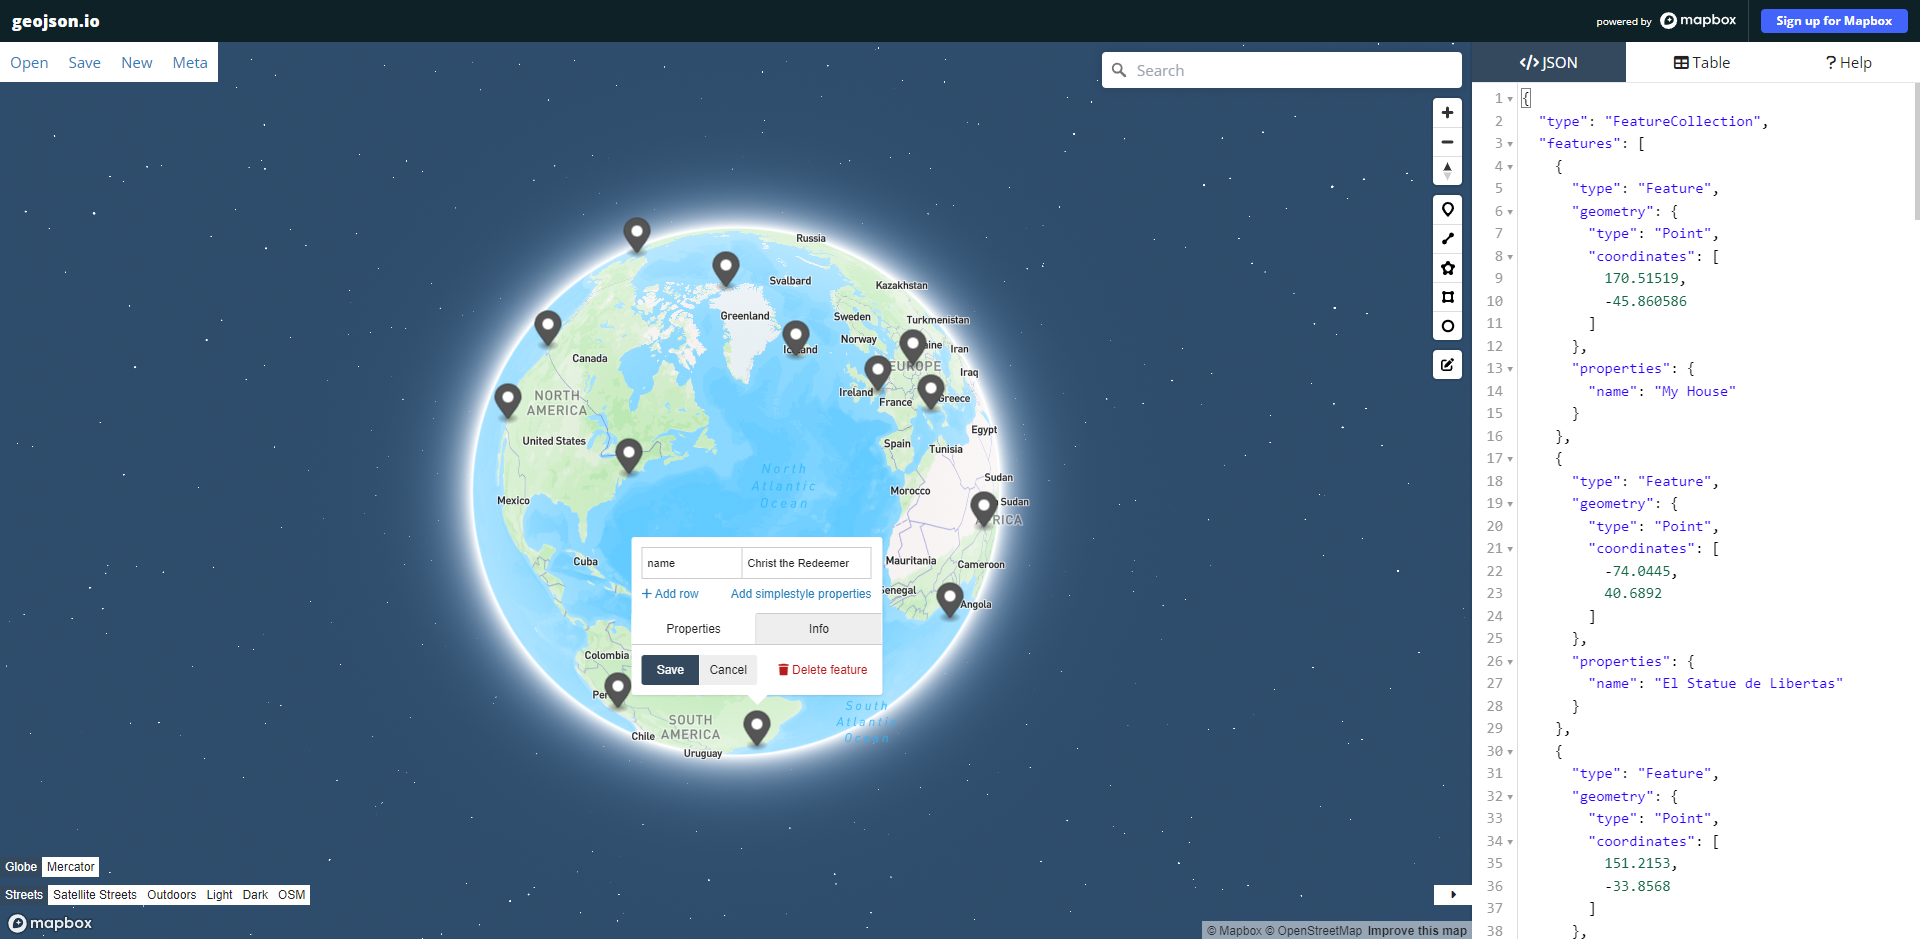 geojson.io
powered by mapbox
Sign up for Mapbox
Open Save New Meta
Search
</> JSON
Table
? Help
Russia
Svalbard
Kazakhstan
Greenland
Sweden
Turkmenistan
Norway
Iran
Canada
EUROPE
Iraq
Ireland
France
Greece
NORTH
AMERICA
United States
Egypt
Spain
Tunisia
North
Atlantic
Ocean
Sudan
Morocco
Sudan
Mexico
Cuba
Mauritania
Cameroon
Angola
name
Christ the Redeemer
+ Add row
Add simplestyle properties
Properties
Info
Save
Cancel
Delete feature
Colombia
South
Atlantic
Ocean
SOUTH
AMERICA
Chile
Uruguay
Globe Mercator
Streets Satellite Streets Outdoors Light Dark OSM
mapbox
© Mapbox © OpenStreetMap Improve this map
1 {
2 "type": "FeatureCollection",
3 "features": [
4 {
5 "type": "Feature",
6 "geometry": {
7 "type": "Point",
8 "coordinates": [
9 170.51519,
10 -45.860586
11 ]
12 },
13 "properties": {
14 "name": "My House"
15 }
16 },
17 {
18 "type": "Feature",
19 "geometry": {
20 "type": "Point",
21 "coordinates": [
22 -74.0445,
23 40.6892
24 ]
25 },
26 "properties": {
27 "name": "El Statue de Libertas"
28 }
29 },
30 {
31 "type": "Feature",
32 "geometry": {
33 "type": "Point",
34 "coordinates": [
35 151.2153,
36 -33.8568
37 ]
38 },